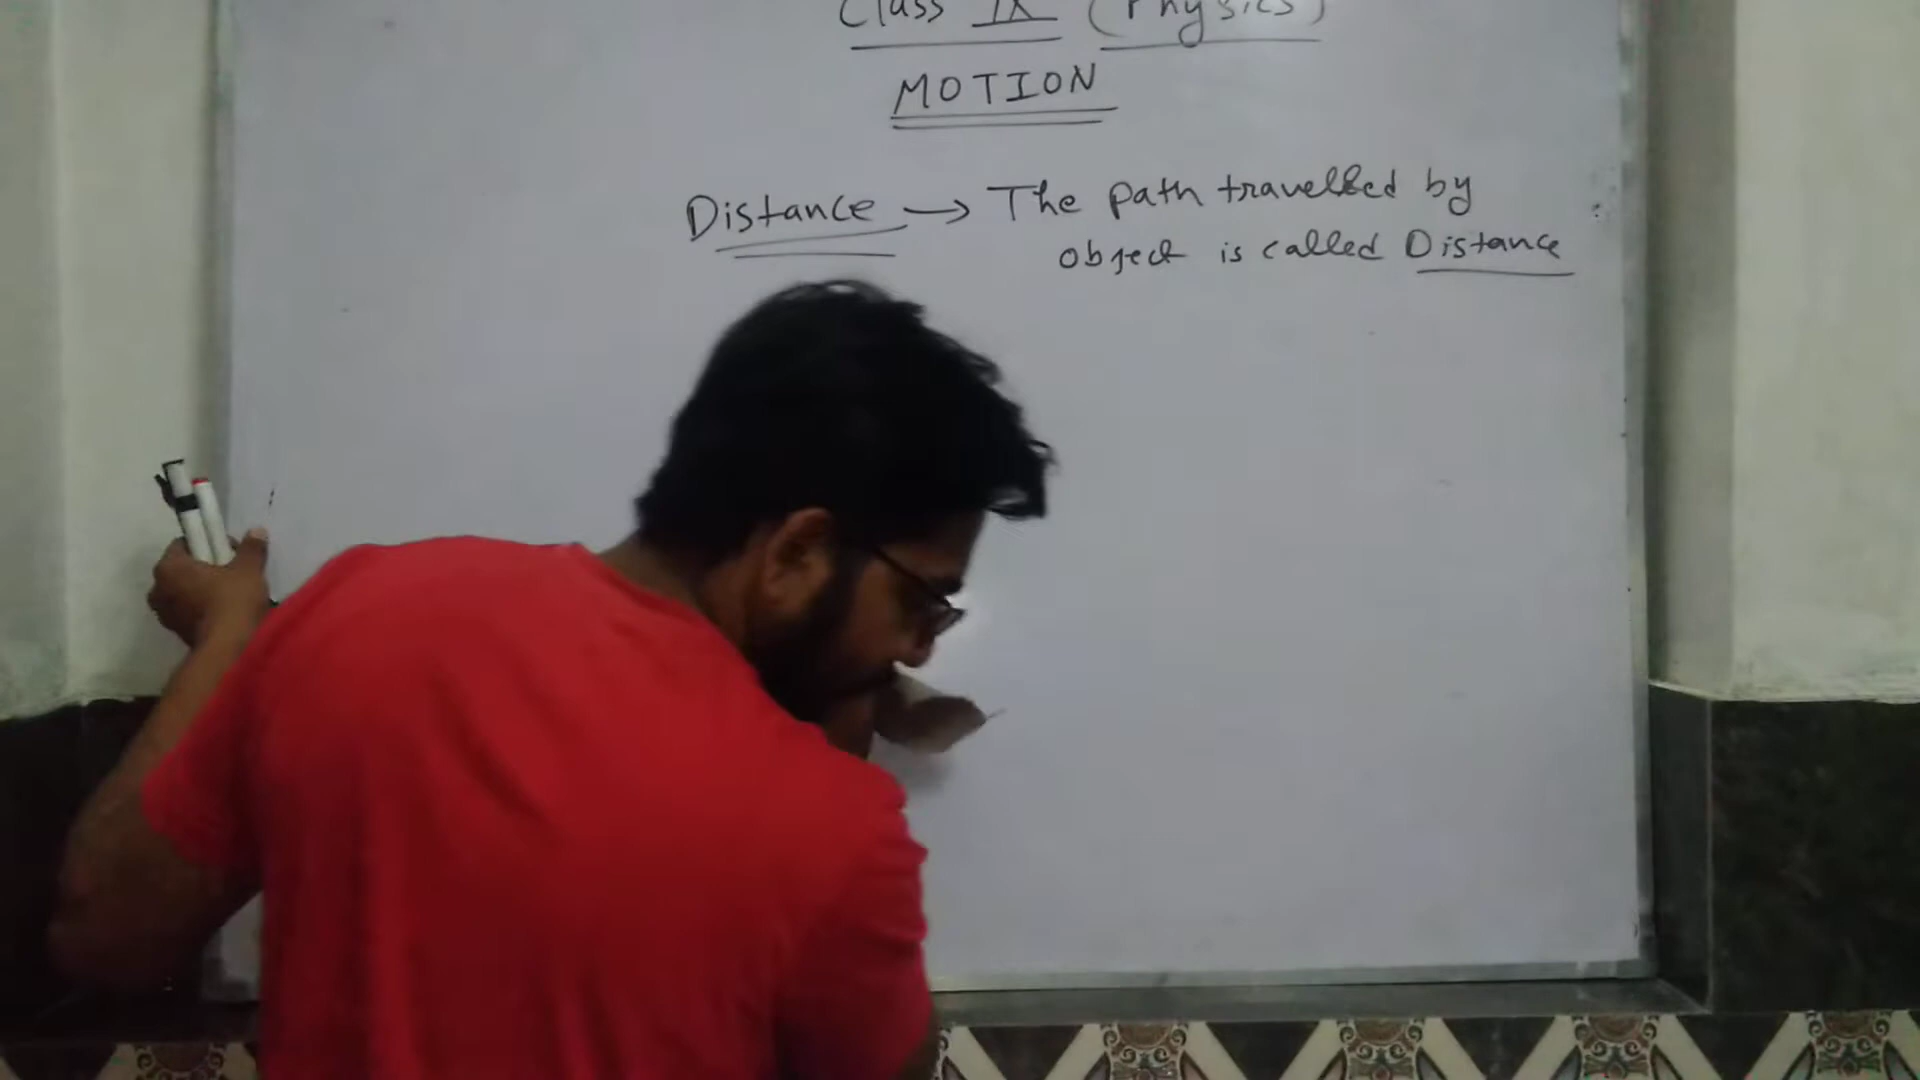 Class IX (Physics)
MOTION
Distance → The path travelled by
object is called Distance